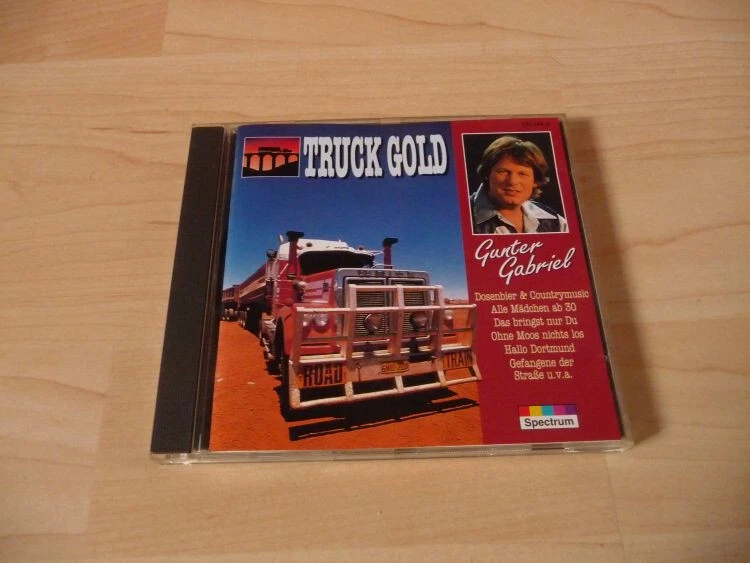 TRUCK GOLD
Gunter
Gabriel
Dosenbier & Countrymusic
Alle Mädchen ab 30
Das bringst nur Du
Ohne Moos nichts los
Hallo Dortmund
Gefangene der
Straße u.v.a.
Spectrum
ROAD
TRAIN